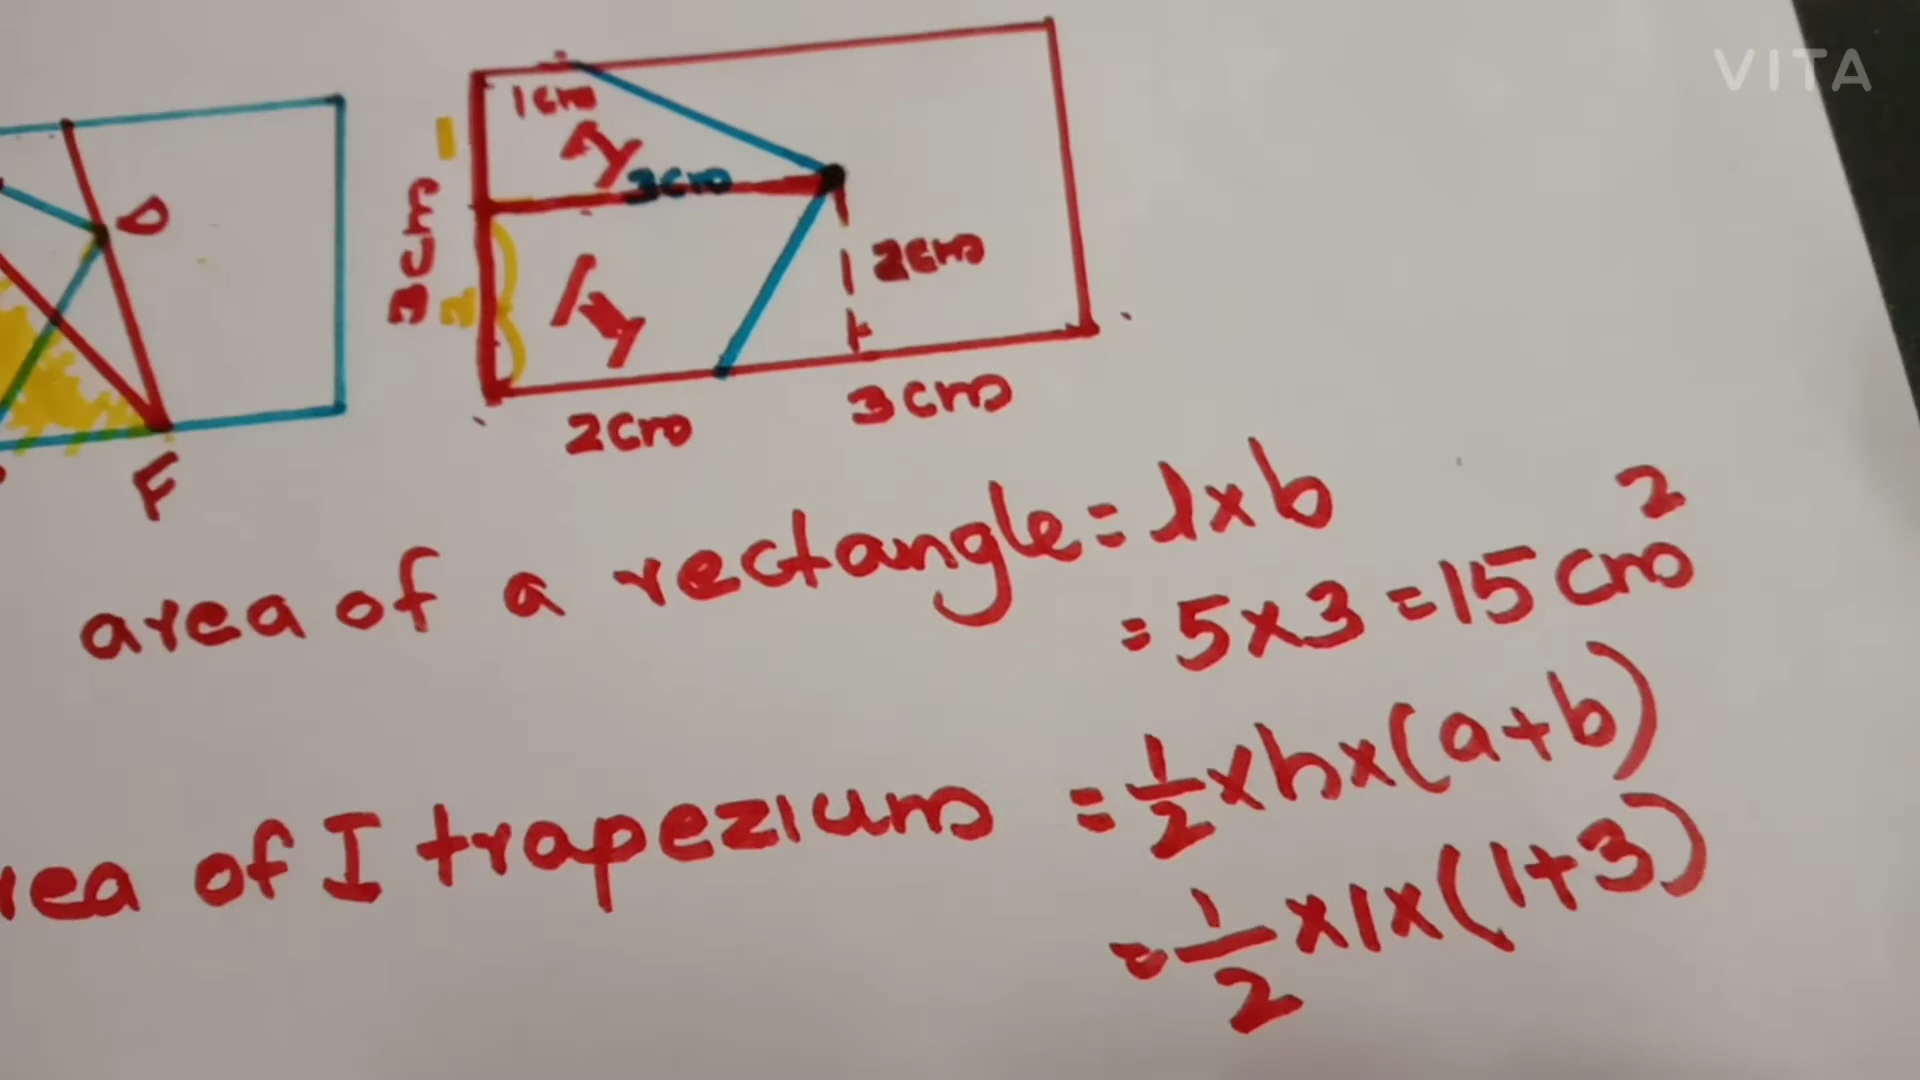 VITA
1cm
3cm
3cm
2cm
D
2cm
3cm
F
area of a rectangle = l×b
= 5×3 = 15 cm²
of I trapezium = 1/2 × h × (a+b)
= 1/2 × 1 × (1+3)